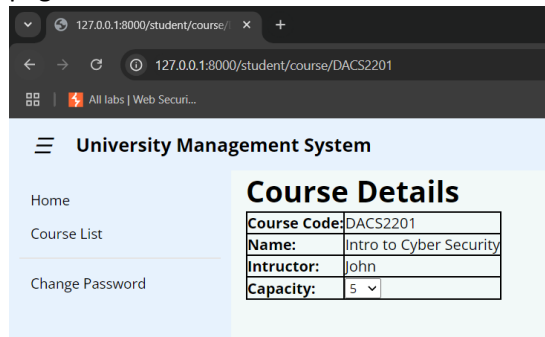 127.0.0.1:8000/student/course/
127.0.0.1:8000/student/course/DACS2201
All labs | Web Securi...
University Management System
Home
Course List
Change Password
Course Details
Course Code: DACS2201
Name: Intro to Cyber Security
Intructor: John
Capacity: 5